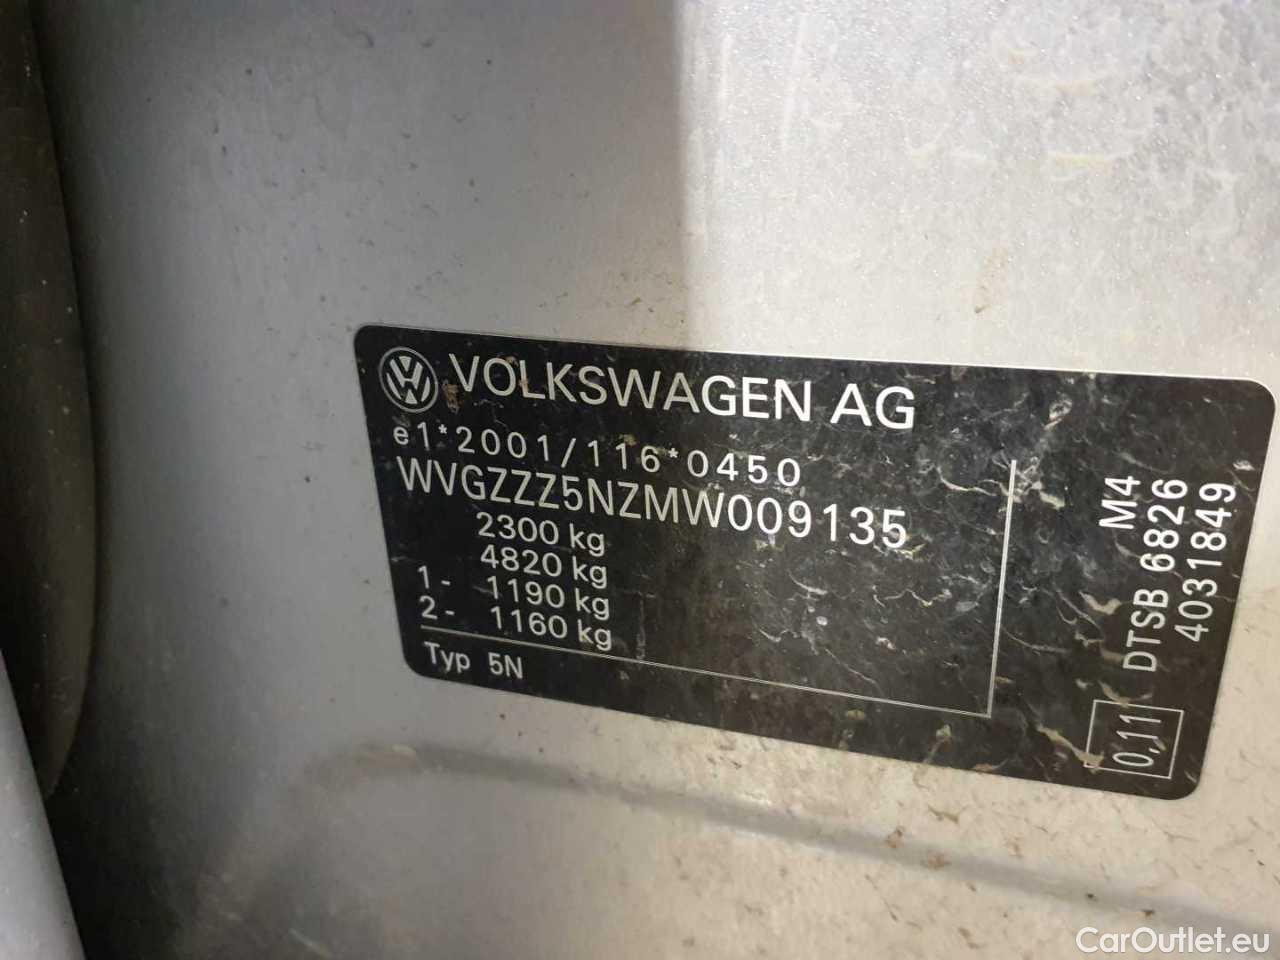 VOLKSWAGEN AG
e1*2001/116*0450
WVGZZZ5NZMW009135
2300 kg
4820 kg
1- 1190 kg
2- 1160 kg
Typ 5N
M4
DTSB 6826
4031849
0,11
CarOutlet.eu